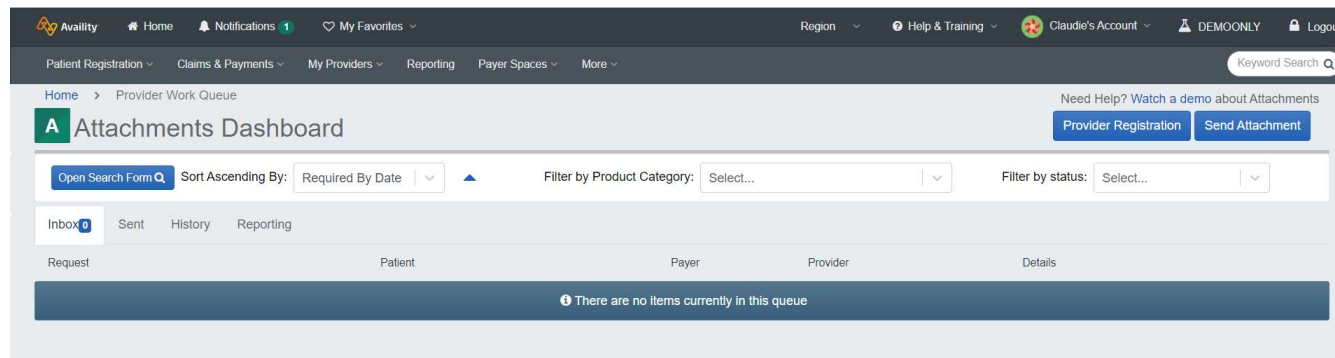 Availity Home Notifications 1 My Favorites Region Help & Training Claudie's Account DEMOONLY Logou
Patient Registration Claims & Payments My Providers Reporting Payer Spaces More Keyword Search
Home > Provider Work Queue Need Help? Watch a demo about Attachments
A Attachments Dashboard Provider Registration Send Attachment
Open Search Form Sort Ascending By: Required By Date Filter by Product Category: Select... Filter by status: Select...
Inbox 0 Sent History Reporting
Request Patient Payer Provider Details
There are no items currently in this queue